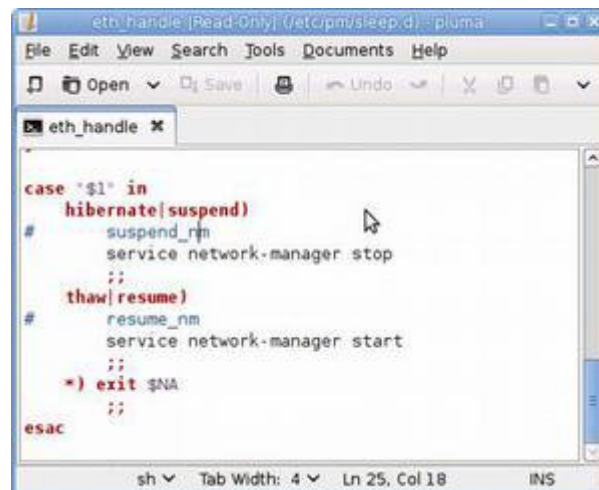 eth_handle [Read-Only] (/etc/pm/sleep.d) - pluma
File Edit View Search Tools Documents Help
Open Save Undo
eth_handle
case "$1" in
hibernate|suspend)
# suspend_nm
service network-manager stop
;;
thaw|resume)
# resume_nm
service network-manager start
;;
*) exit $NA
;;
esac
sh Tab Width: 4 Ln 25, Col 18 INS